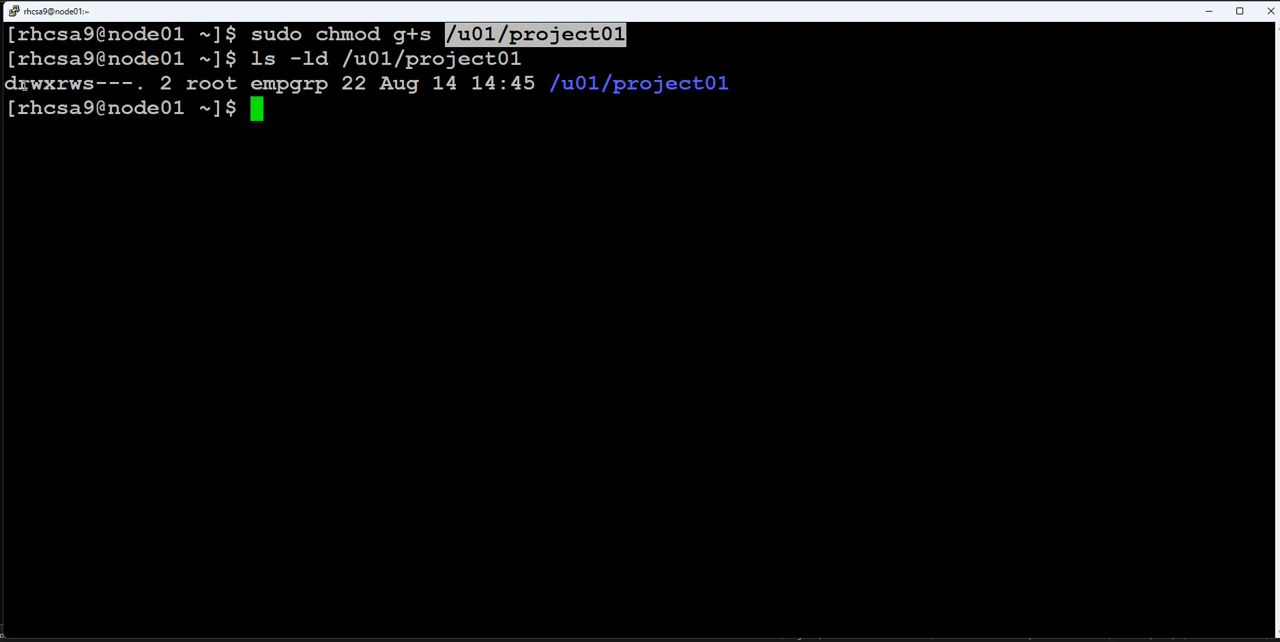 rhcsa9@node01:~
[rhcsa9@node01 ~]$ sudo chmod g+s /u01/project01
[rhcsa9@node01 ~]$ ls -ld /u01/project01
drwxrws---. 2 root empgrp 22 Aug 14 14:45 /u01/project01
[rhcsa9@node01 ~]$